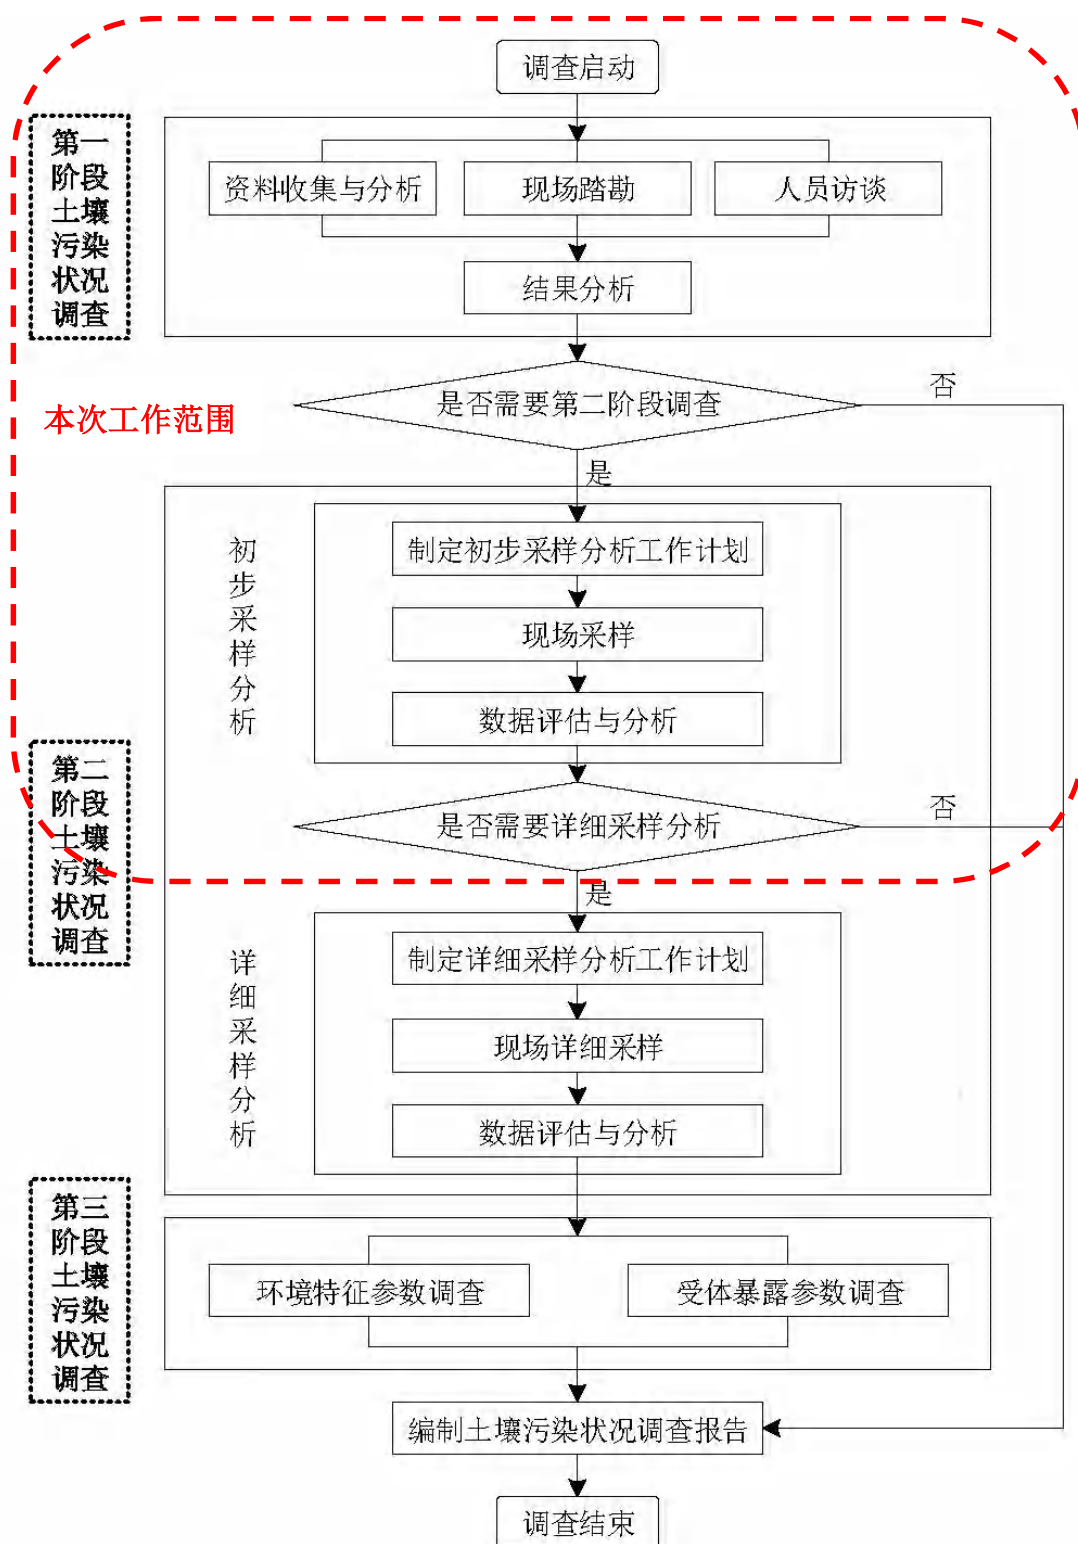 调查启动
第一
阶段
土壤
污染
状况
调查
资料收集与分析
现场踏勘
人员访谈
结果分析
是否需要第二阶段调查
否
本次工作范围
是
初
步
采
样
分
析
制定初步采样分析工作计划
现场采样
数据评估与分析
第二
阶段
土壤
污染
状况
调查
是否需要详细采样分析
否
是
详
细
采
样
分
析
制定详细采样分析工作计划
现场详细采样
数据评估与分析
第三
阶段
土壤
污染
状况
调查
环境特征参数调查
受体暴露参数调查
编制土壤污染状况调查报告
调查结束